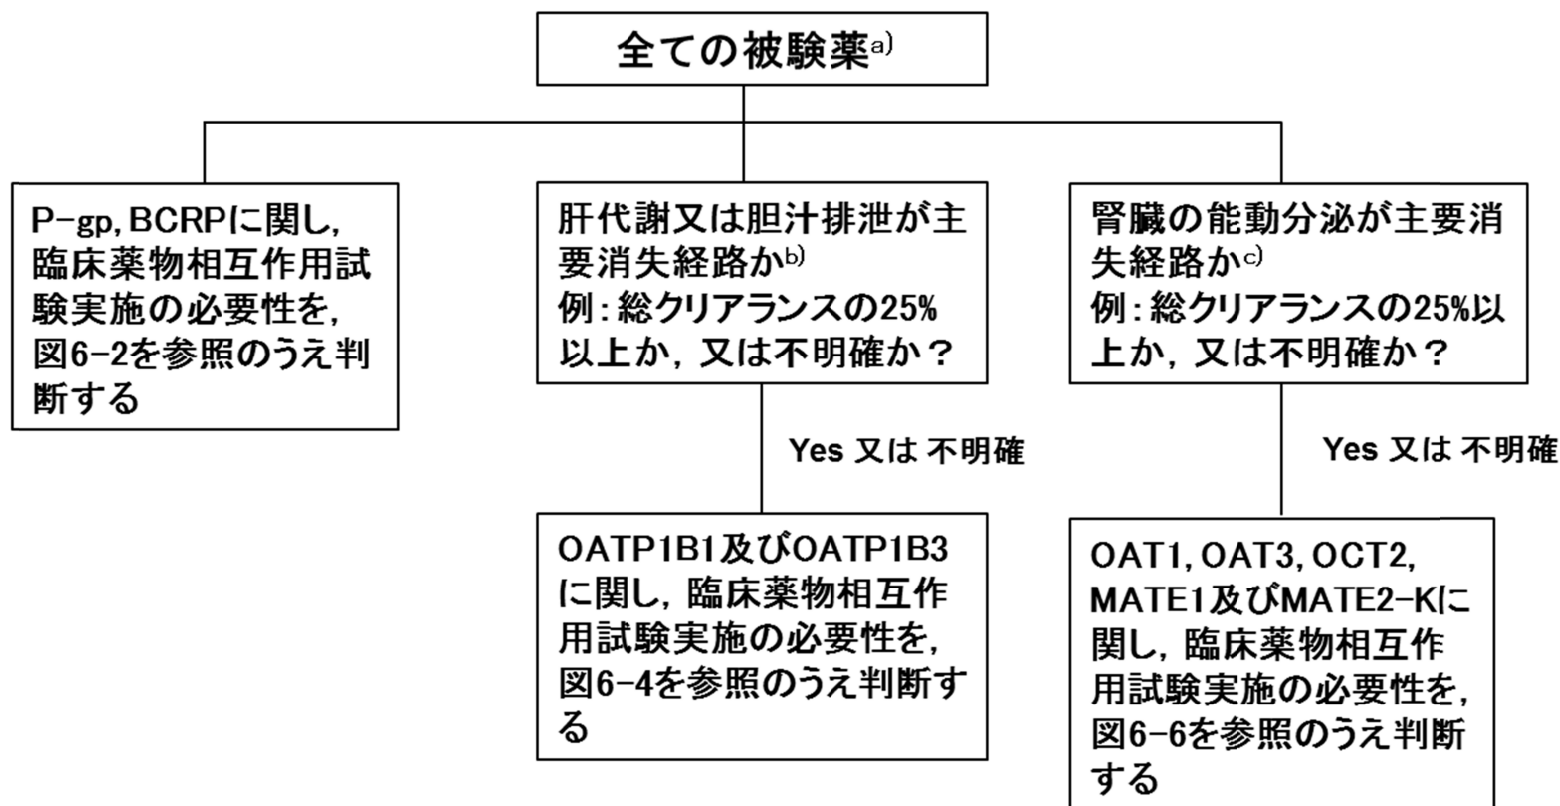 全ての被験薬a)
P-gp, BCRPに関し,
臨床薬物相互作用試
験実施の必要性を,
図6-2を参照のうえ判
断する
肝代謝又は胆汁排泄が主
要消失経路かb)
例：総クリアランスの25%
以上か, 又は不明確か？
腎臓の能動分泌が主要消
失経路かc)
例：総クリアランスの25%以
上か, 又は不明確か？
Yes 又は 不明確
Yes 又は 不明確
OATP1B1及びOATP1B3
に関し, 臨床薬物相互作
用試験実施の必要性を,
図6-4を参照のうえ判断す
る
OAT1, OAT3, OCT2,
MATE1及びMATE2-Kに
関し, 臨床薬物相互作
用試験実施の必要性を,
図6-6を参照のうえ判断
する